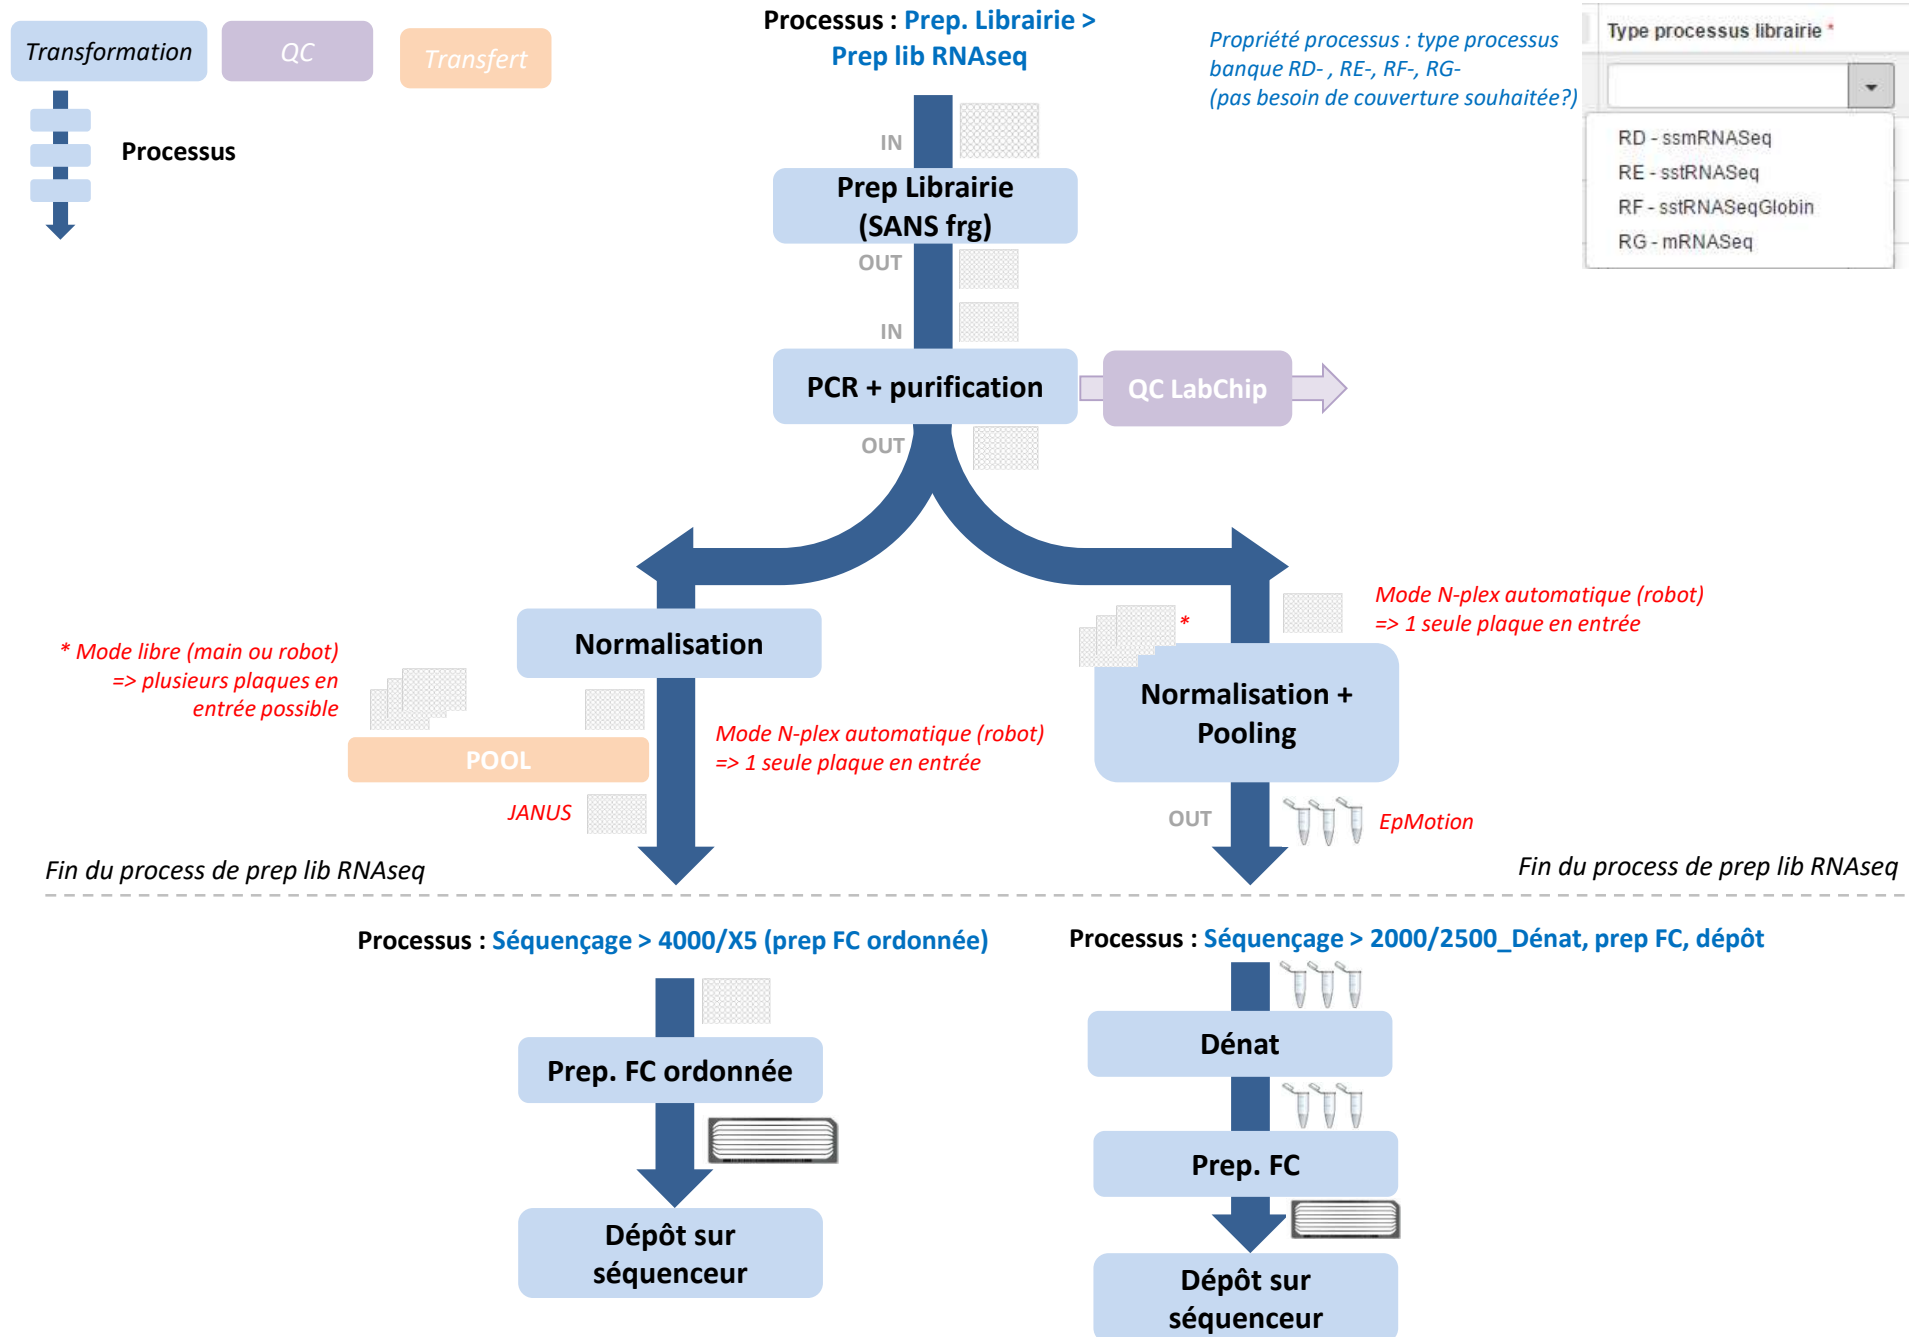 Transformation
QC
Transfert
Processus
Processus : Prep. Librairie >
Prep lib RNAseq
Propriété processus : type processus
banque RD- , RE-, RF-, RG-
(pas besoin de couverture souhaitée?)
Type processus librairie *
RD - ssmRNASeq
RE - sstRNASeq
RF - sstRNASeqGlobin
RG - mRNASeq
IN
Prep Librairie
(SANS frg)
OUT
IN
PCR + purification
QC LabChip
OUT
Normalisation
* Mode libre (main ou robot)
=> plusieurs plaques en
entrée possible
POOL
JANUS
Mode N-plex automatique (robot)
=> 1 seule plaque en entrée
*
Mode N-plex automatique (robot)
=> 1 seule plaque en entrée
Normalisation +
Pooling
OUT
EpMotion
Fin du process de prep lib RNAseq
Fin du process de prep lib RNAseq
Processus : Séquençage > 4000/X5 (prep FC ordonnée)
Prep. FC ordonnée
Dépôt sur
séquenceur
Processus : Séquençage > 2000/2500_Dénat, prep FC, dépôt
Dénat
Prep. FC
Dépôt sur
séquenceur